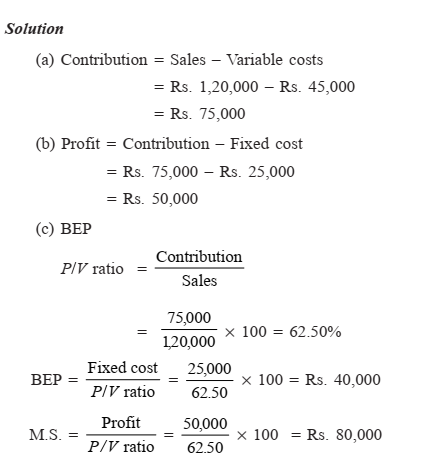 Solution
(a) Contribution = Sales – Variable costs
= Rs. 1,20,000 – Rs. 45,000
= Rs. 75,000
(b) Profit = Contribution – Fixed cost
= Rs. 75,000 – Rs. 25,000
= Rs. 50,000
(c) BEP
P/V ratio = Contribution / Sales
= 75,000 / 1,20,000 × 100 = 62.50%
BEP = Fixed cost / P/V ratio = 25,000 / 62.50 × 100 = Rs. 40,000
M.S. = Profit / P/V ratio = 50,000 / 62.50 × 100 = Rs. 80,000